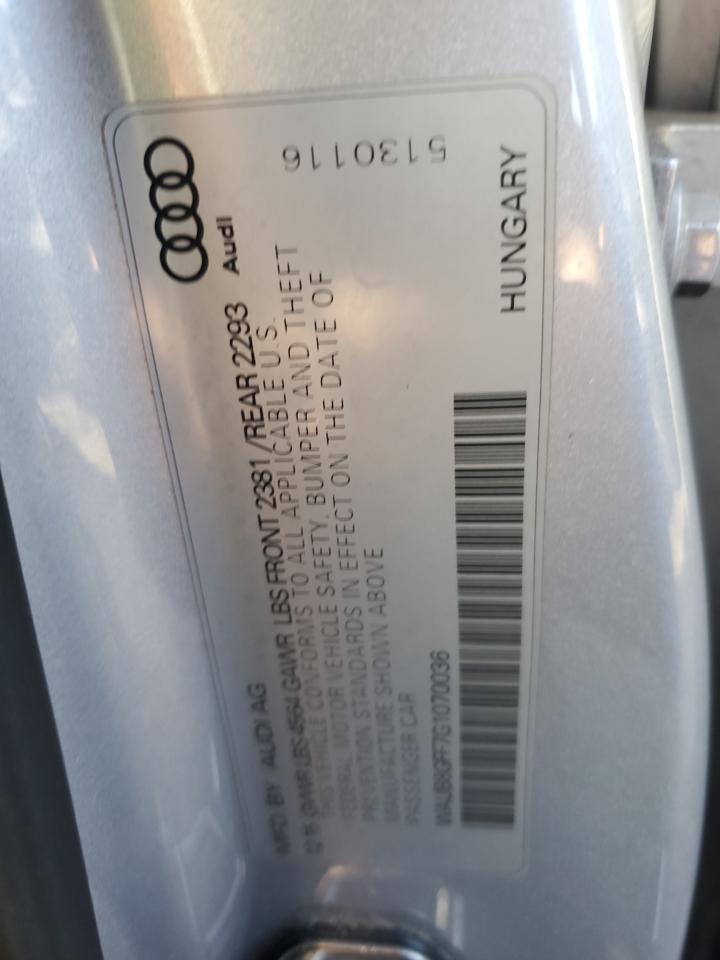 Audi
MFD BY AUDI AG
12/15 GVWR LBS 4564 GAWR LBS FRONT 2381/REAR 2293
THIS VEHICLE CONFORMS TO ALL APPLICABLE U.S.
FEDERAL MOTOR VEHICLE SAFETY, BUMPER AND THEFT
PREVENTION STANDARDS IN EFFECT ON THE DATE OF
MANUFACTURE SHOWN ABOVE
PASSENGER CAR
5130116
HUNGARY